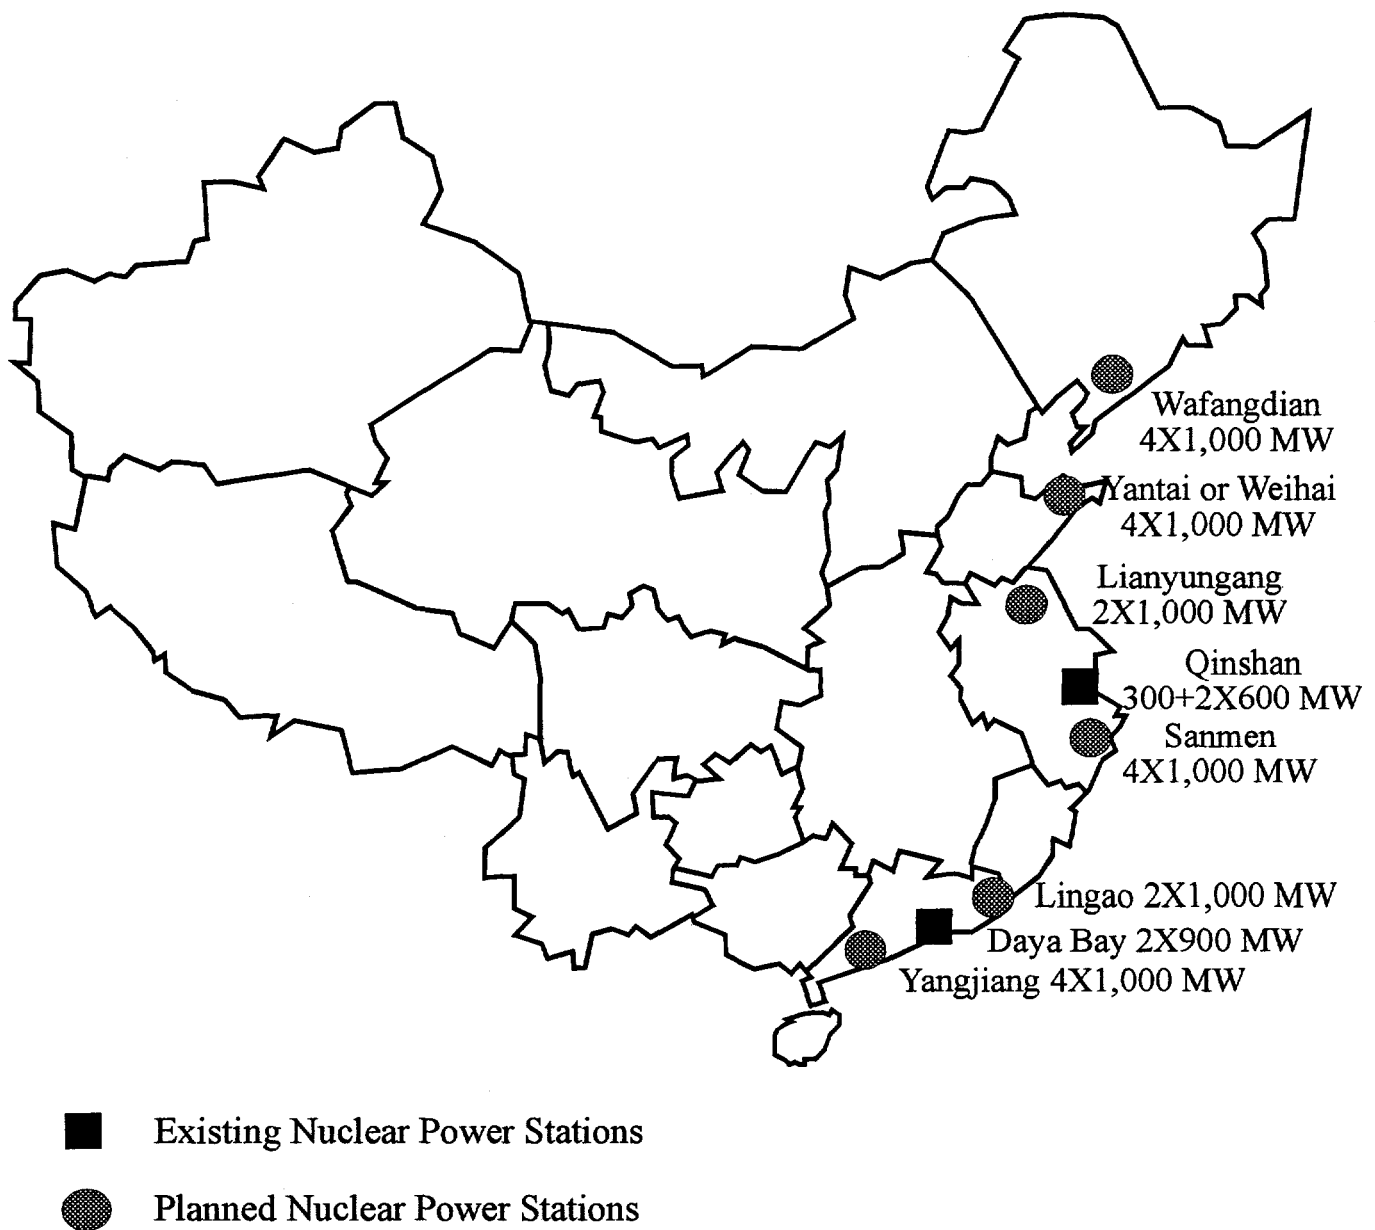 Wafangdian
4X1,000 MW
Yantai or Weihai
4X1,000 MW
Lianyungang
2X1,000 MW
Qinshan
300+2X600 MW
Sanmen
4X1,000 MW
Lingao 2X1,000 MW
Daya Bay 2X900 MW
Yangjiang 4X1,000 MW
Existing Nuclear Power Stations
Planned Nuclear Power Stations